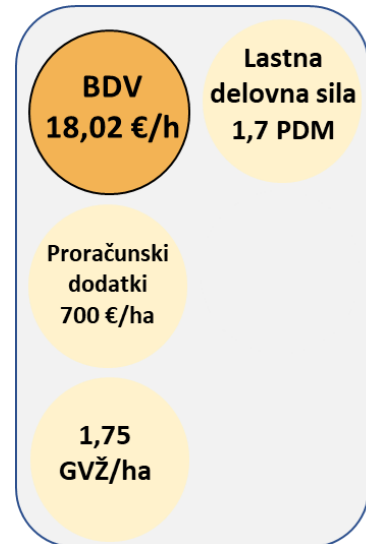 BDV
18,02 €/h
Lastna
delovna sila
1,7 PDM
Proračunski
dodatki
700 €/ha
1,75
GVŽ/ha